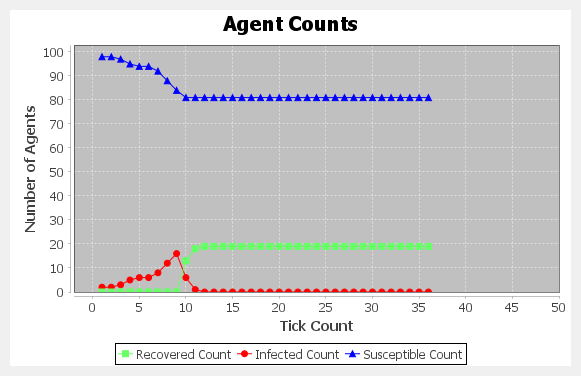 Agent Counts
Number of Agents
100
90
80
70
60
50
40
30
20
10
0
0 5 10 15 20 25 30 35 40 45 50
Tick Count
Recovered Count Infected Count Susceptible Count